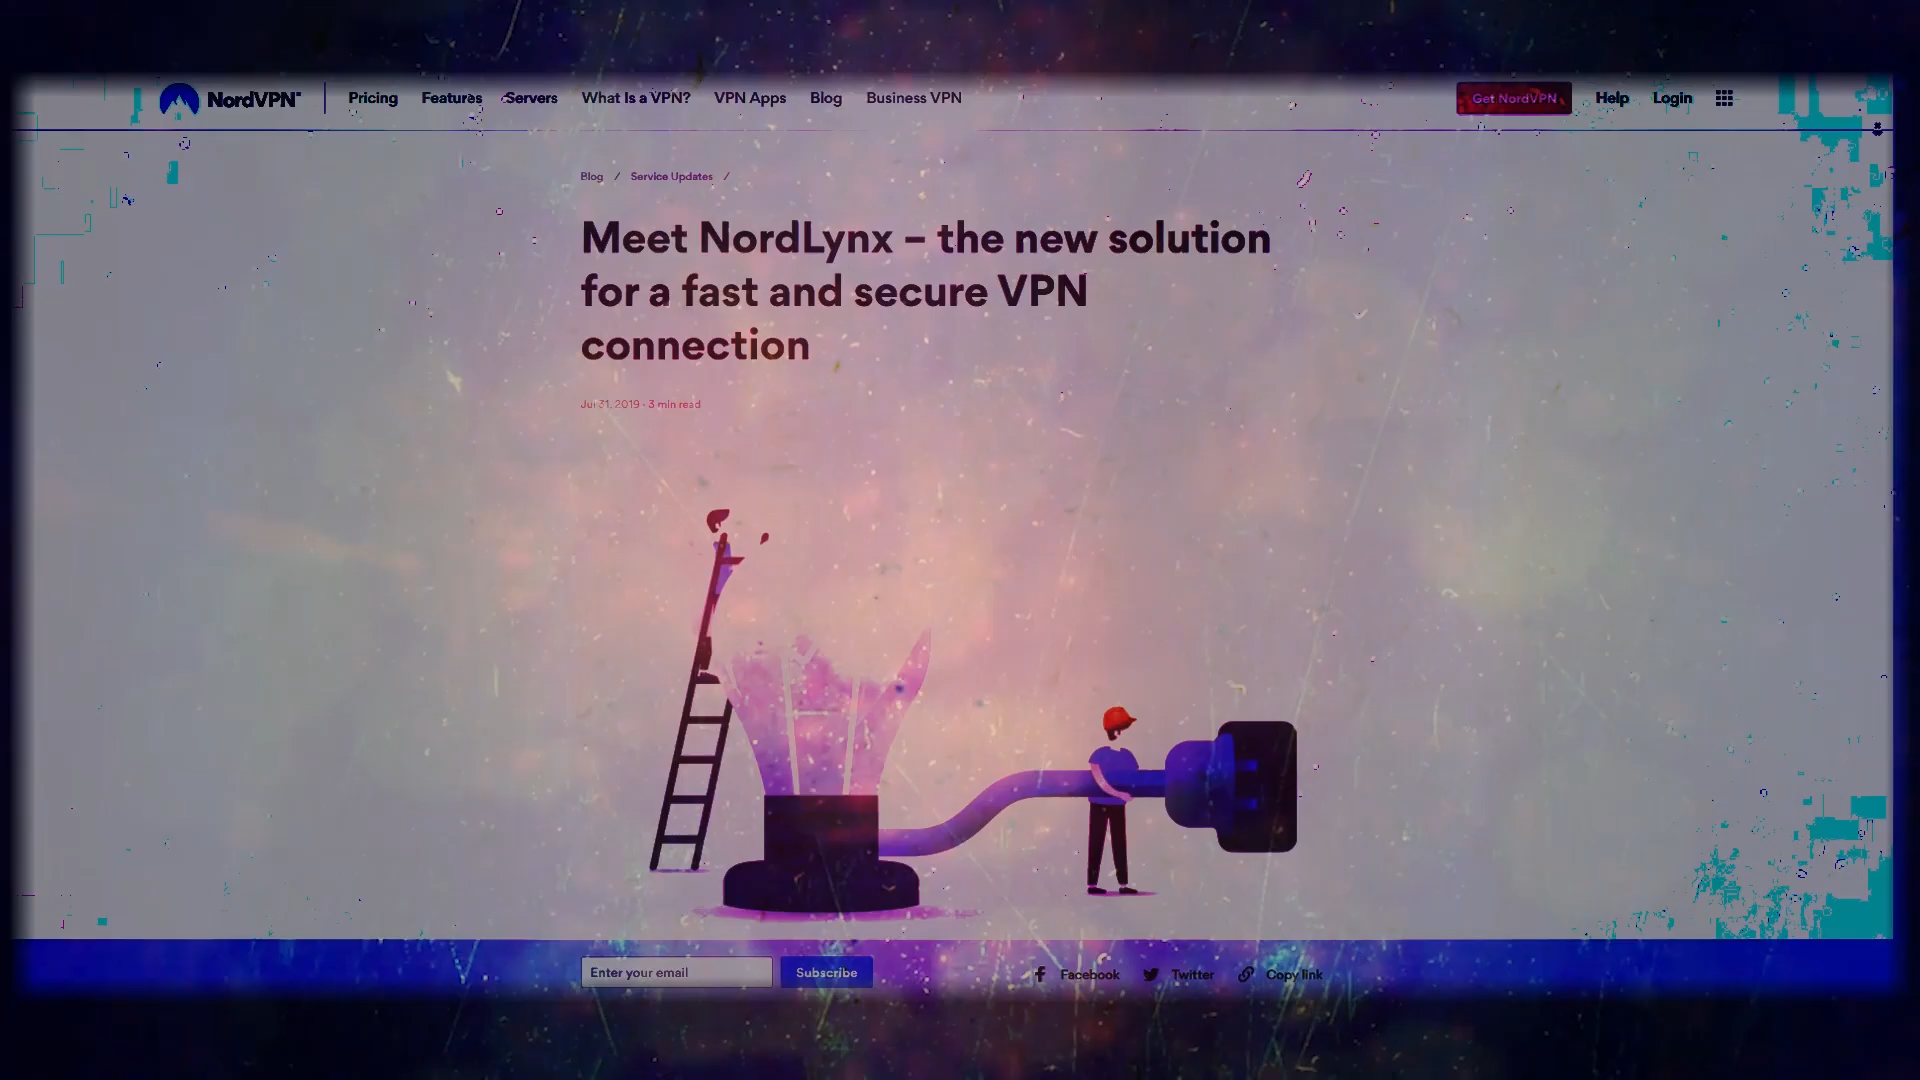 NordVPN® Pricing Features Servers What Is a VPN? VPN Apps Blog Business VPN Get NordVPN Help Login
Blog / Service Updates /
Meet NordLynx – the new solution
for a fast and secure VPN
connection
Jul 31, 2019 · 3 min read
Enter your email Subscribe Facebook Twitter Copy link